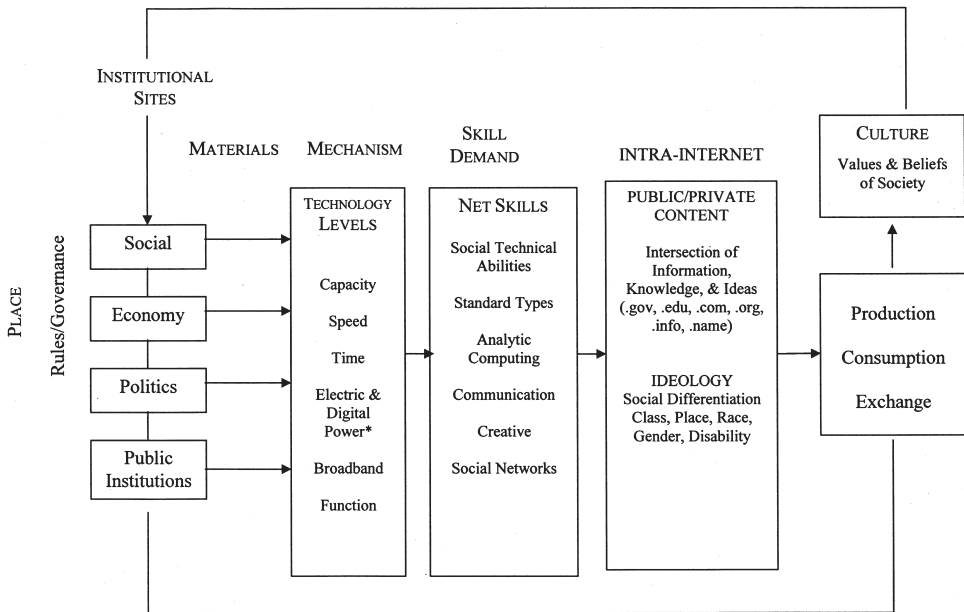 INSTITUTIONAL
SITES
PLACE
Rules/Governance
Social
Economy
Politics
Public
Institutions
MATERIALS
MECHANISM
TECHNOLOGY
LEVELS
Capacity
Speed
Time
Electric &
Digital
Power*
Broadband
Function
SKILL
DEMAND
NET SKILLS
Social Technical
Abilities
Standard Types
Analytic
Computing
Communication
Creative
Social Networks
INTRA-INTERNET
PUBLIC/PRIVATE
CONTENT
Intersection of
Information,
Knowledge, & Ideas
(.gov, .edu, .com, .org,
.info, .name)
IDEOLOGY
Social Differentiation
Class, Place, Race,
Gender, Disability
CULTURE
Values & Beliefs
of Society
Production
Consumption
Exchange